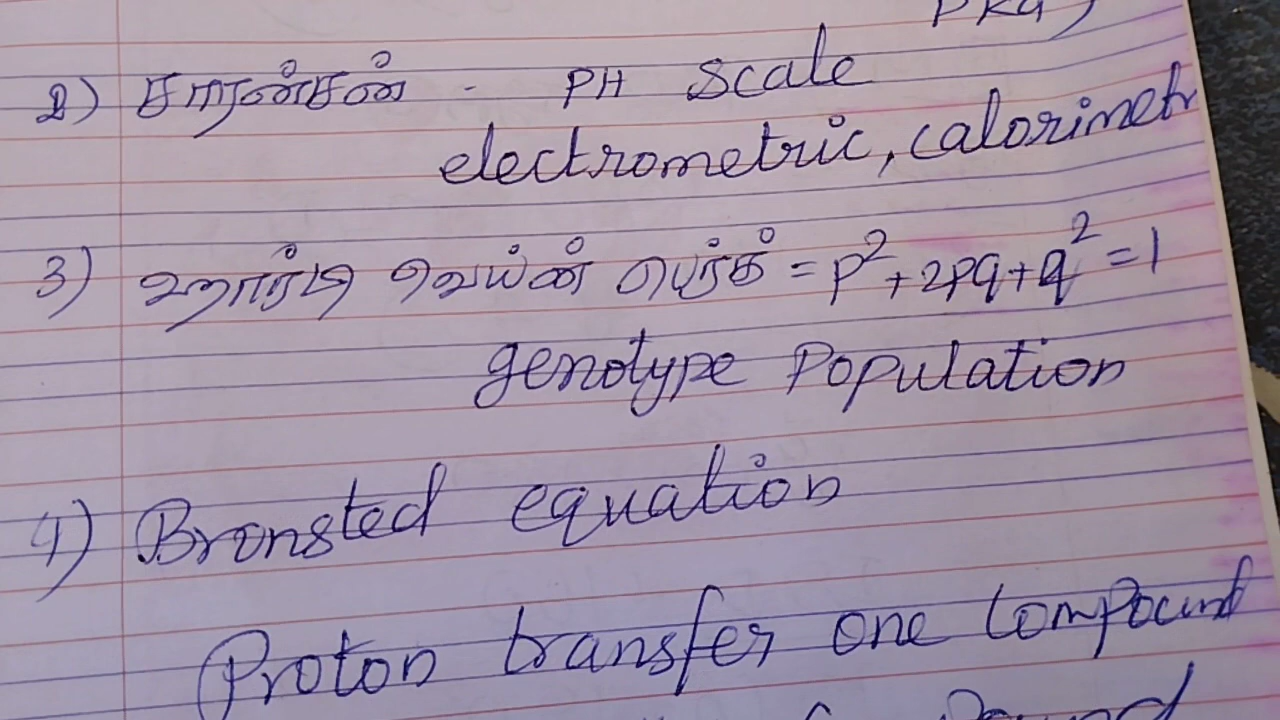 PKa)
2) சாரன்சன் - PH scale
electrometric, calorimetr
3) ஹார்டி வெய்ன் பெர்க் = p² + 2pq + q² = 1
genotype Population
4) Bronsted equation
Proton transfer one compound